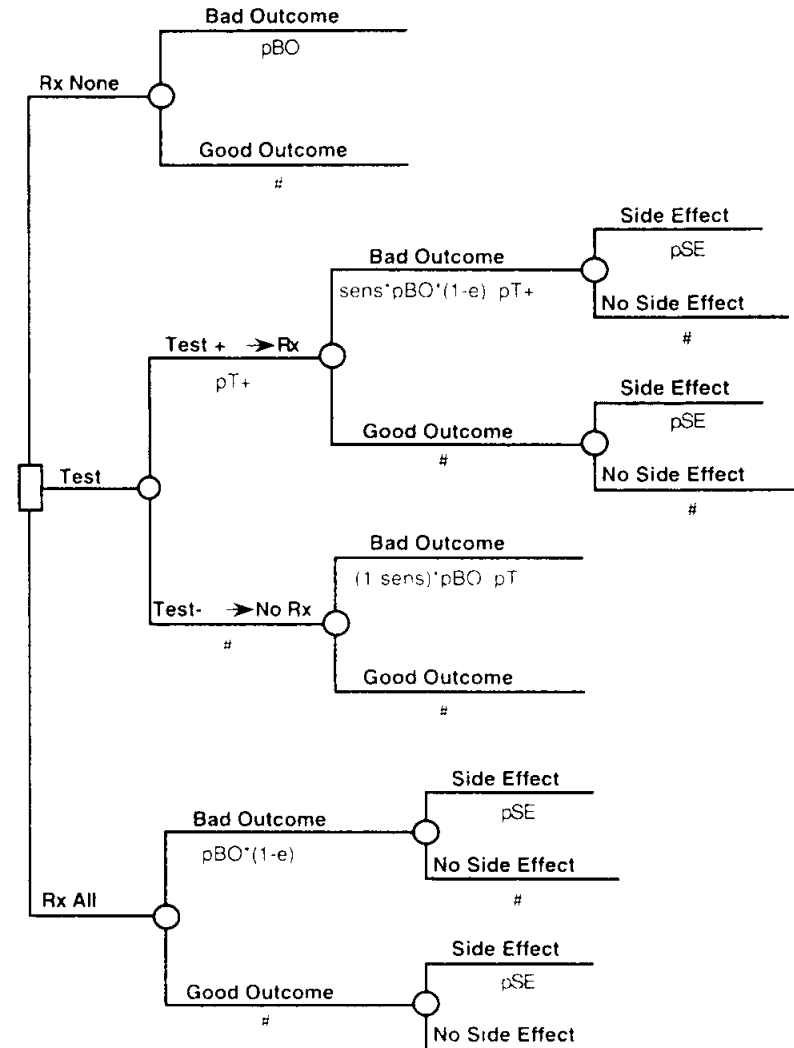 Bad Outcome
pBO
Rx None
Good Outcome
#
Side Effect
pSE
Bad Outcome
sens*pBO*(1-e) pT+
No Side Effect
#
Test + → Rx
pT+
Side Effect
pSE
Good Outcome
#
No Side Effect
#
Test
Bad Outcome
(1 sens)*pBO pT
Test- → No Rx
#
Good Outcome
#
Side Effect
pSE
Bad Outcome
pBO*(1-e)
No Side Effect
#
Rx All
Side Effect
pSE
Good Outcome
#
No Side Effect